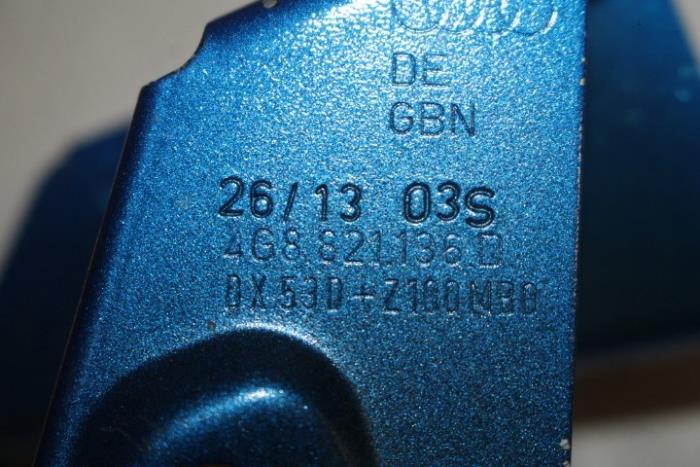 DE
GBN
26/13 03S
4G8.821.136 D
DX53D+Z100MBO